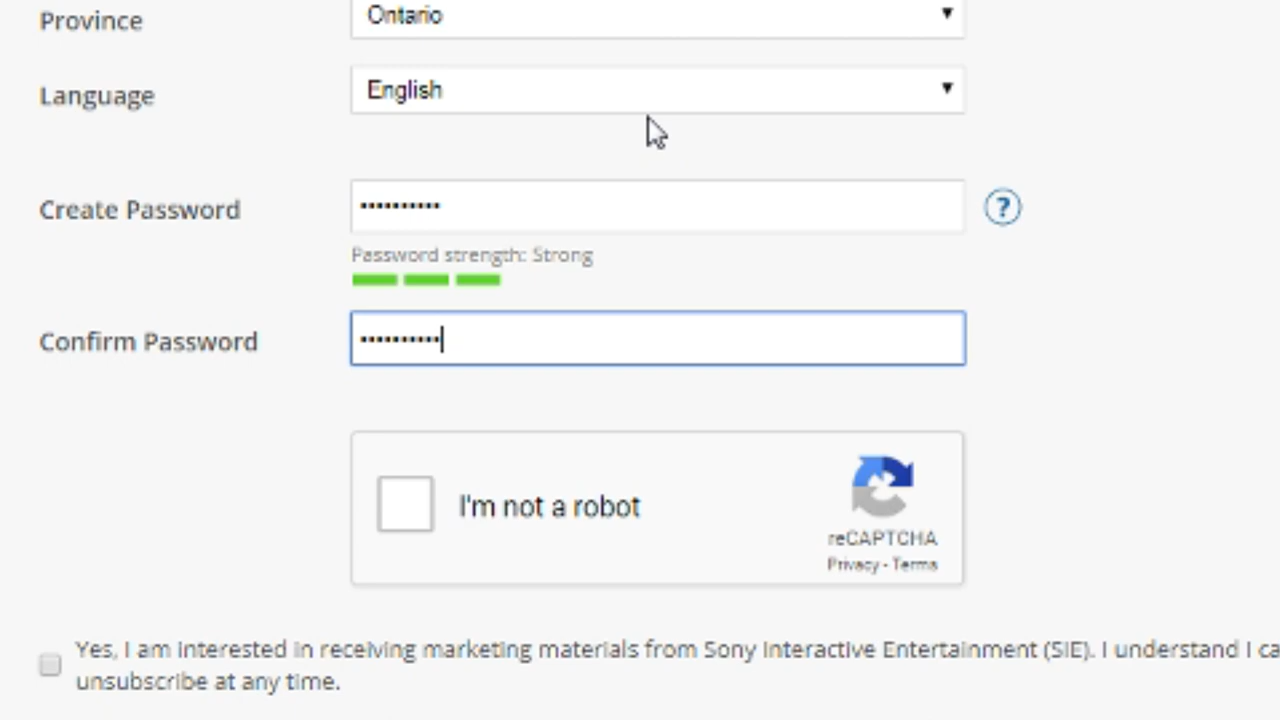 Province
Ontario
Language
English
Create Password
••••••••••
?
Password strength: Strong
Confirm Password
••••••••••
I'm not a robot
reCAPTCHA
Privacy - Terms
Yes, I am interested in receiving marketing materials from Sony Interactive Entertainment (SIE). I understand I ca
unsubscribe at any time.